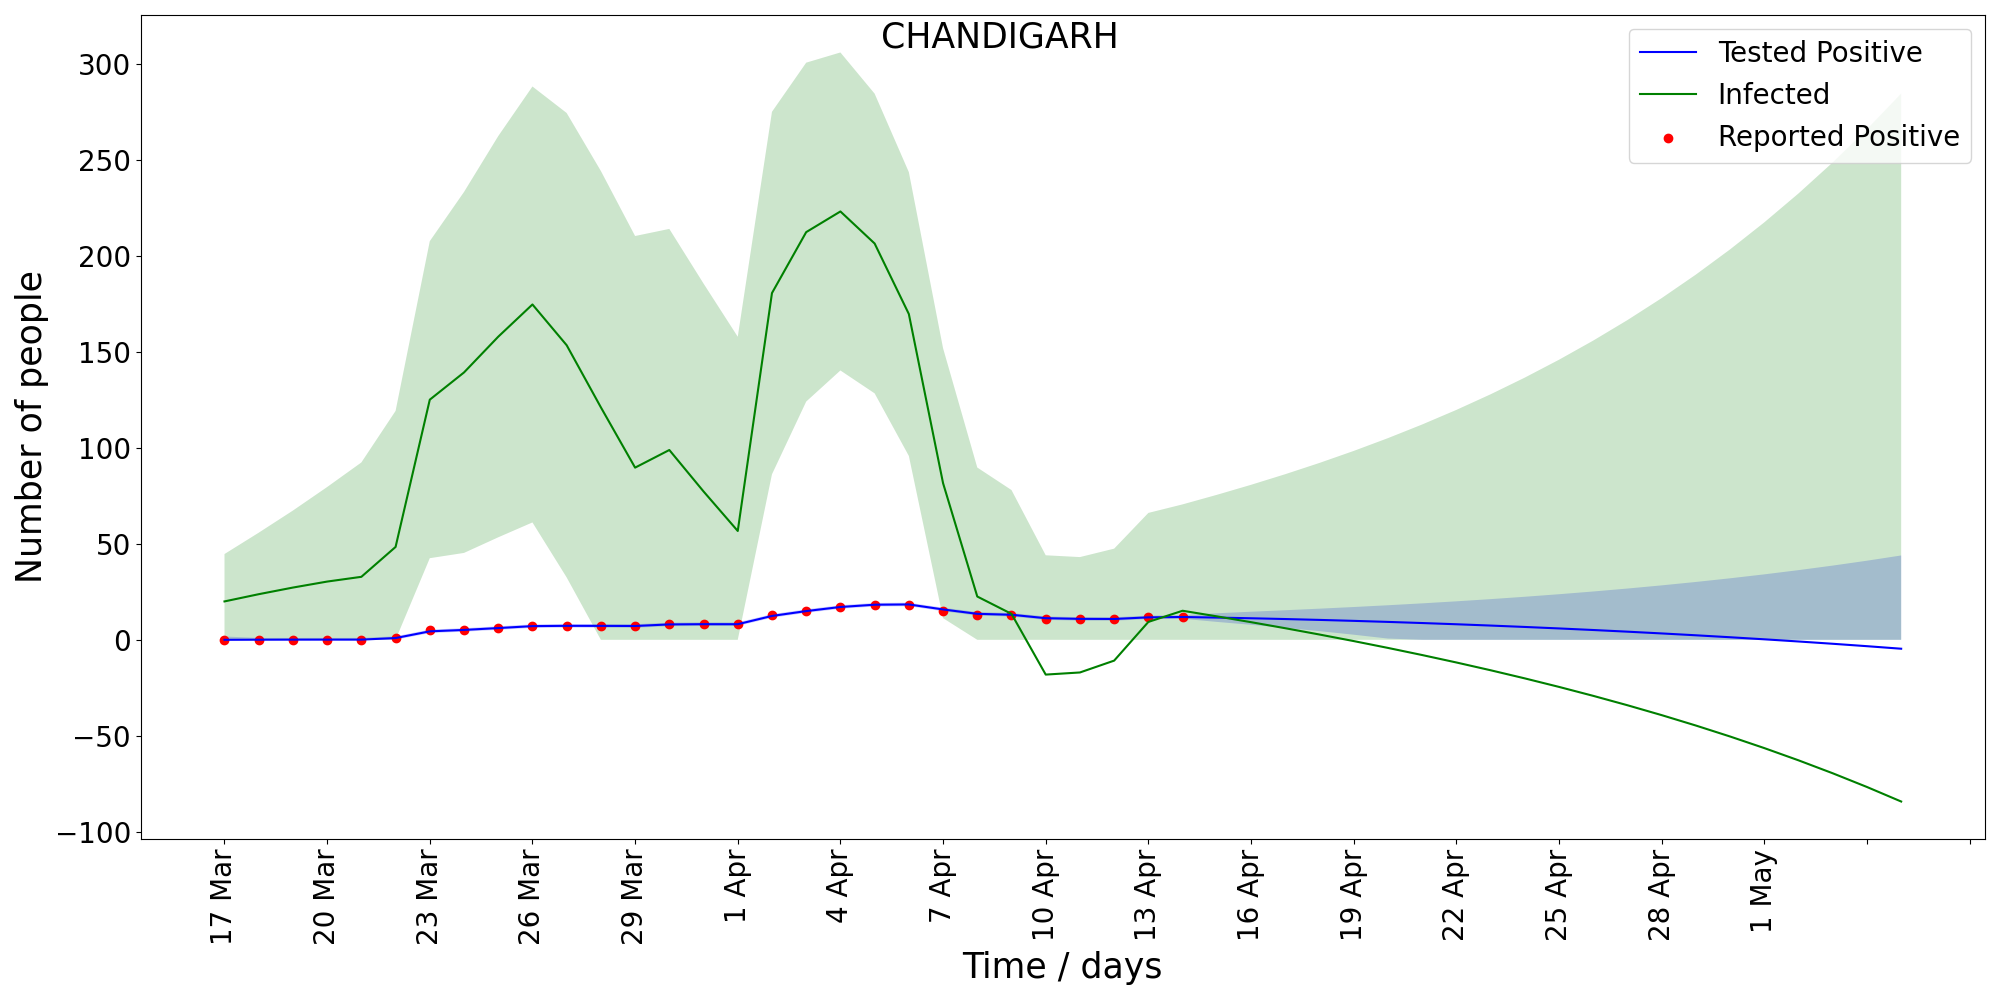 CHANDIGARH
Tested Positive
Infected
Reported Positive
Number of people
300
250
200
150
100
50
0
−50
−100
17 Mar
20 Mar
23 Mar
26 Mar
29 Mar
1 Apr
4 Apr
7 Apr
10 Apr
13 Apr
16 Apr
19 Apr
22 Apr
25 Apr
28 Apr
1 May
Time / days